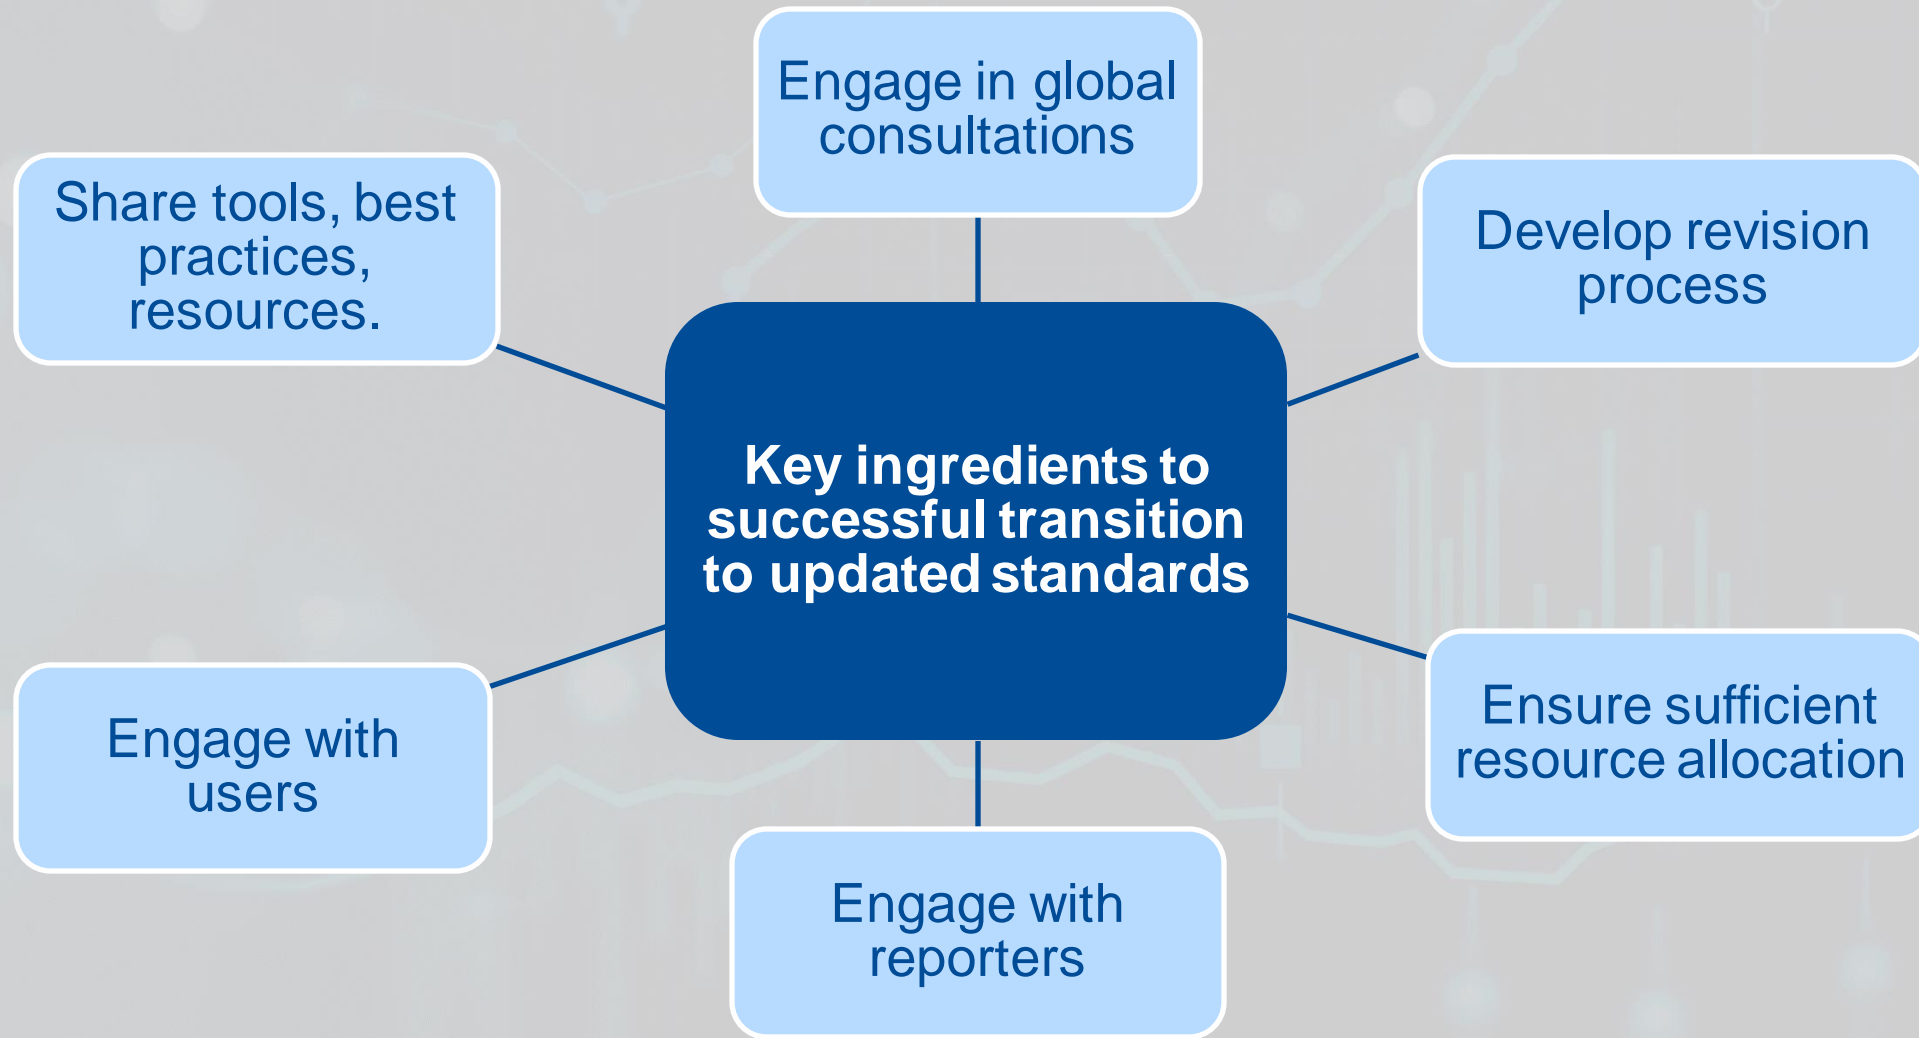 Engage in global
consultations
Share tools, best
practices,
resources.
Develop revision
process
Key ingredients to
successful transition
to updated standards
Engage with
users
Ensure sufficient
resource allocation
Engage with
reporters